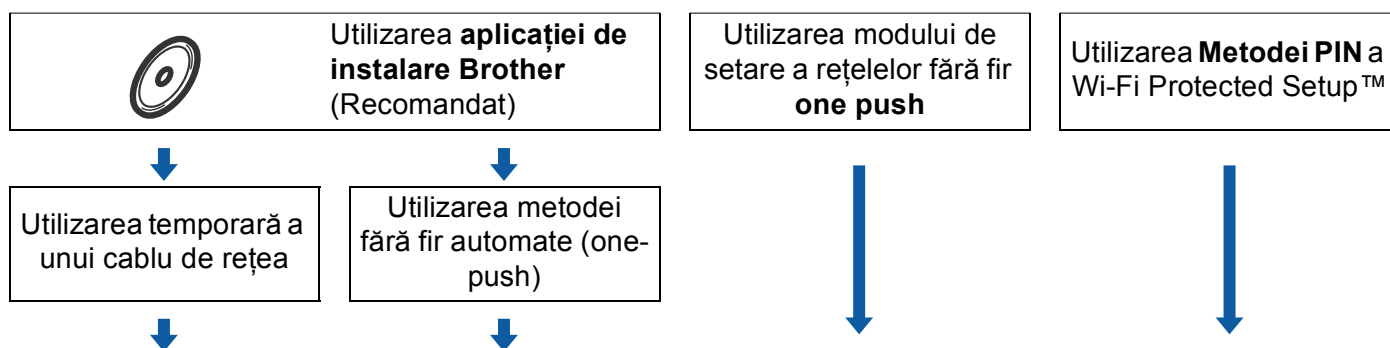 Utilizarea aplicației de
instalare Brother
(Recomandat)
Utilizarea modului de
setare a rețelelor fără fir
one push
Utilizarea Metodei PIN a
Wi-Fi Protected Setup™
Utilizarea temporară a
unui cablu de rețea
Utilizarea metodei
fără fir automate (one-
push)